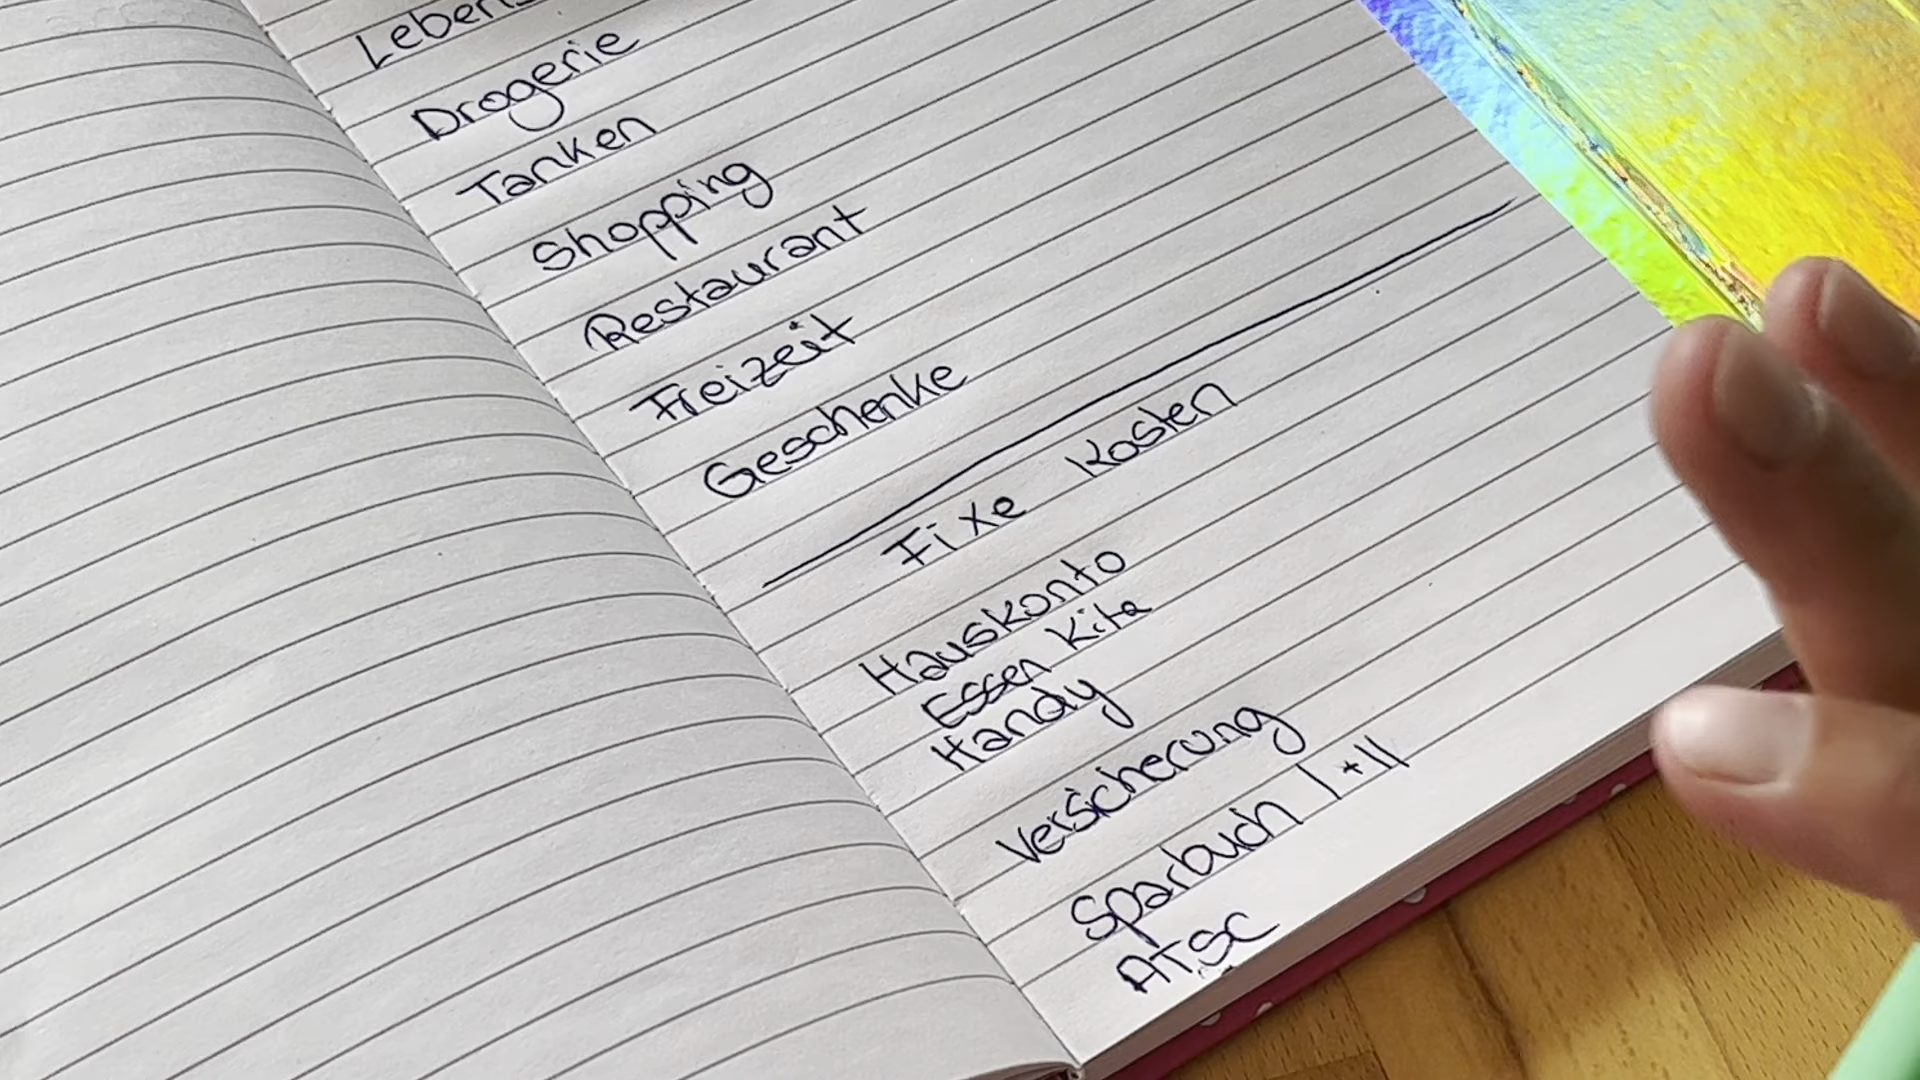 Drogerie
Tanken
Shopping
Restaurant
Freizeit
Geschenke
Fixe Kosten
Hauskonto
Essen Kita
Handy
Versicherung
Sparbuch I+II
ATSC